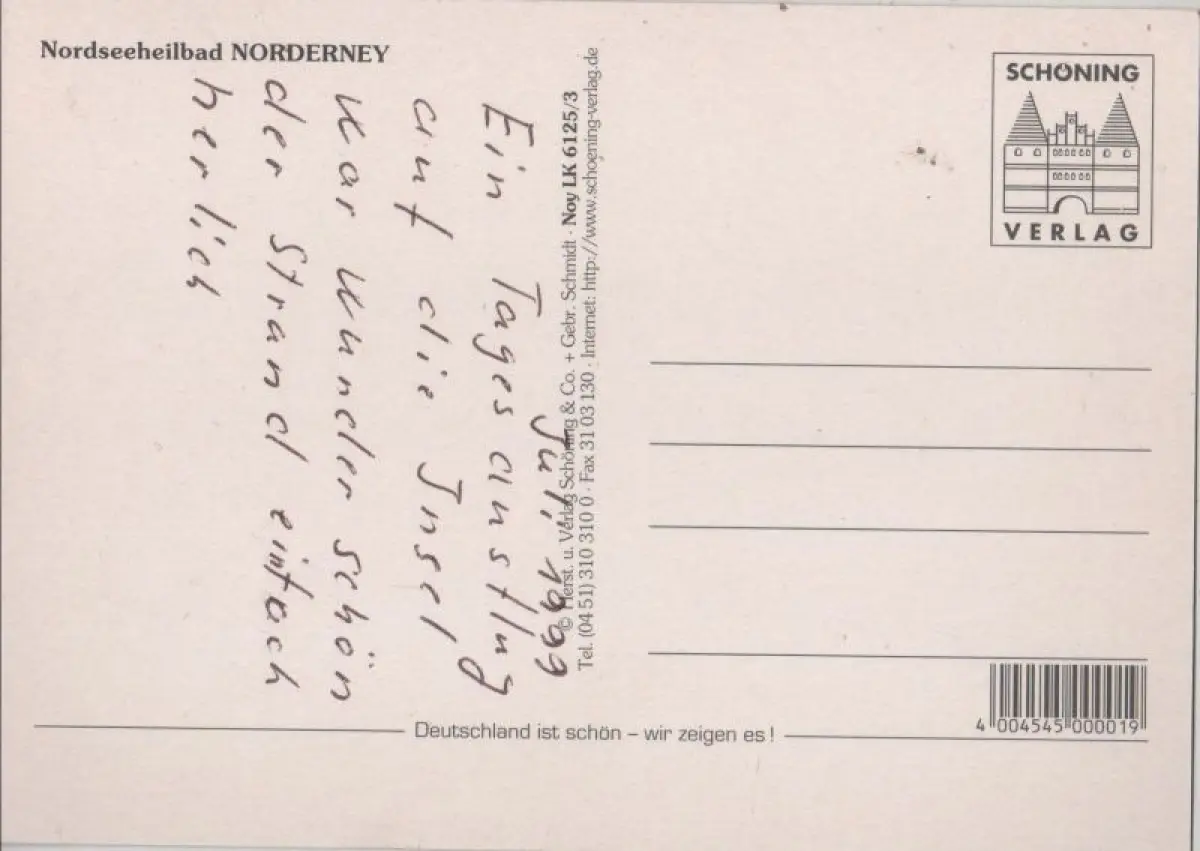 Nordseeheilbad NORDERNEY
Juli 1999
Ein Tagesausflug
auf die Insel
war wunder schön
der Strand einfach
herlich
© Herst. u. Verlag Schöning & Co. + Gebr. Schmidt · Noy LK 6125/3
Tel. (04 51) 310 310 0 · Fax 31 03 130 · Internet: http://www.schoening-verlag.de
SCHÖNING
VERLAG
Deutschland ist schön – wir zeigen es!
4 004545 000019